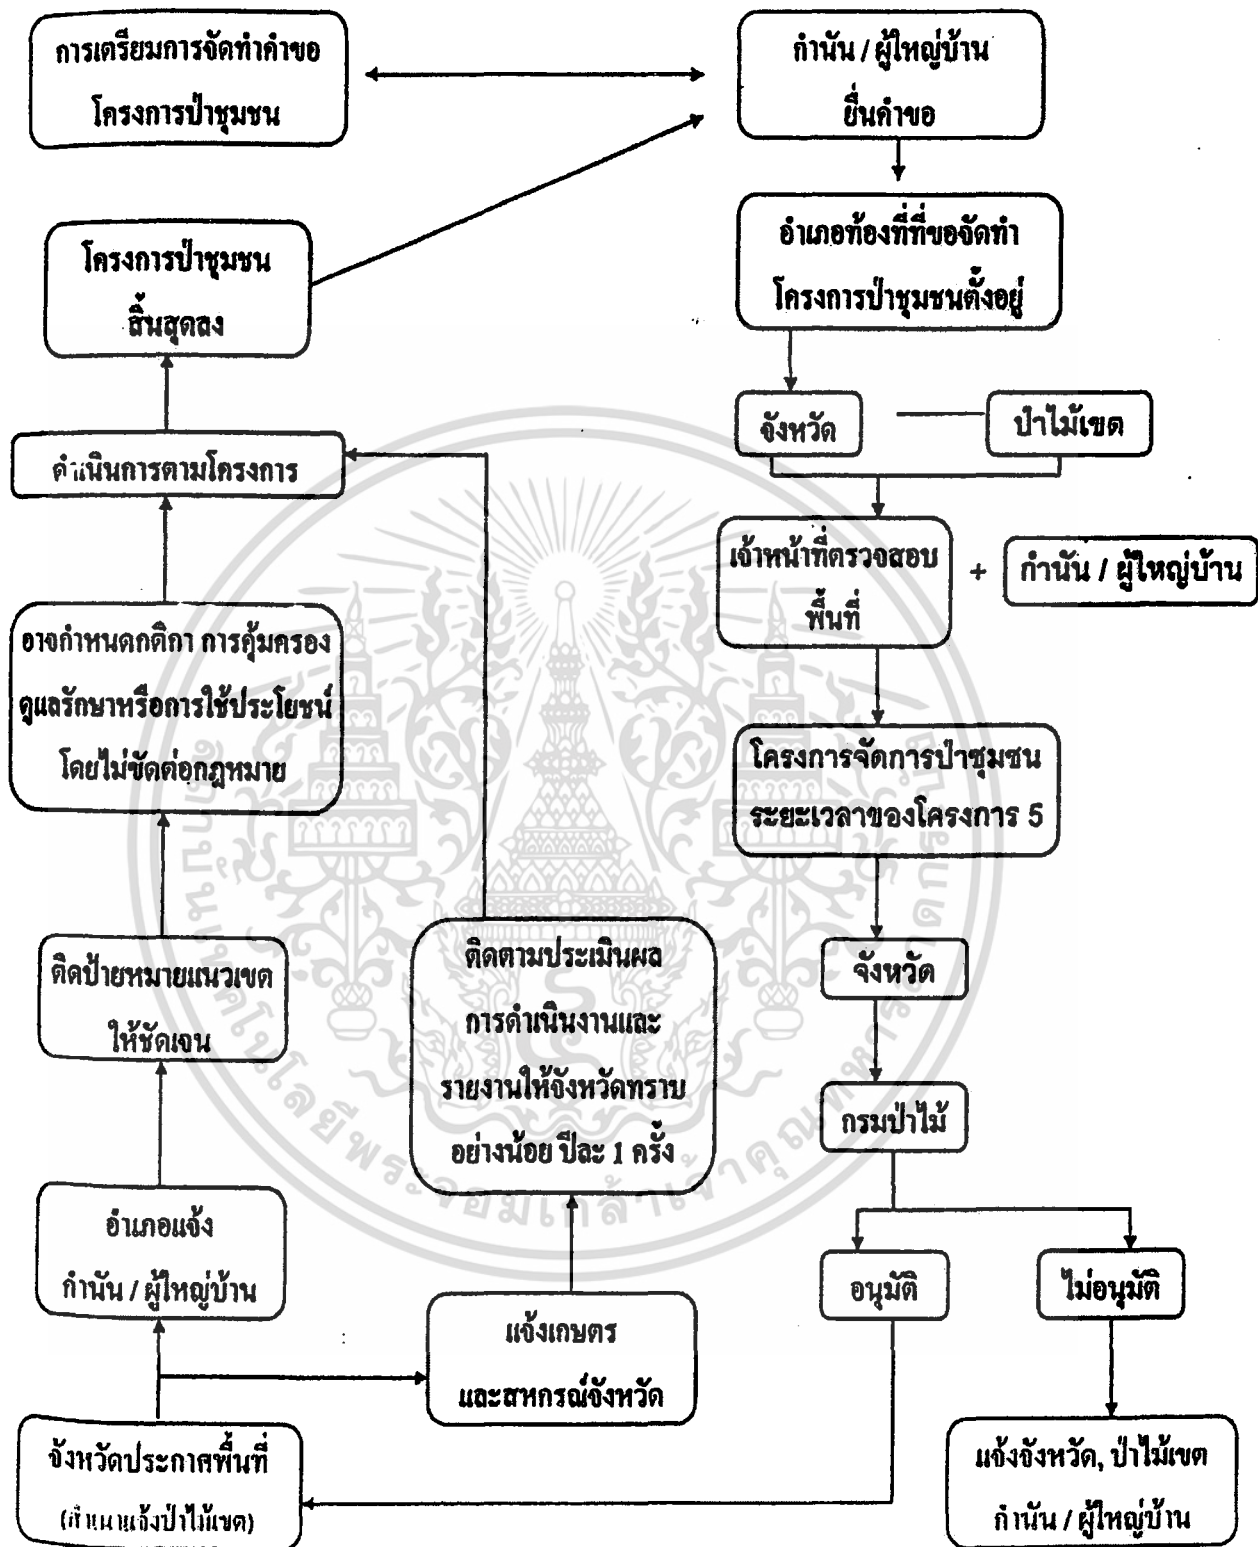 การเตรียมการจัดทำคำขอ
โครงการป่าชุมชน
กำนัน / ผู้ใหญ่บ้าน
ยื่นคำขอ
อำเภอท้องที่ที่ขอจัดทำ
โครงการป่าชุมชนตั้งอยู่
โครงการป่าชุมชน
สิ้นสุดลง
จังหวัด
ป่าไม้เขต
ดำเนินการตามโครงการ
เจ้าหน้าที่ตรวจสอบ
พื้นที่
+
กำนัน / ผู้ใหญ่บ้าน
อาจกำหนดกติกา การคุ้มครอง
ดูแลรักษาหรือการใช้ประโยชน์
โดยไม่ขัดต่อกฎหมาย
โครงการจัดการป่าชุมชน
ระยะเวลาของโครงการ 5
ติดป้ายหมายแนวเขต
ให้ชัดเจน
ติดตามประเมินผล
การดำเนินงานและ
รายงานให้จังหวัดทราบ
อย่างน้อย ปีละ 1 ครั้ง
จังหวัด
กรมป่าไม้
อำเภอแจ้ง
กำนัน / ผู้ใหญ่บ้าน
อนุมัติ
ไม่อนุมัติ
แจ้งเกษตร
และสหกรณ์จังหวัด
จังหวัดประกาศพื้นที่
(สำเนาแจ้งป่าไม้เขต)
แจ้งจังหวัด, ป่าไม้เขต
กำนัน / ผู้ใหญ่บ้าน